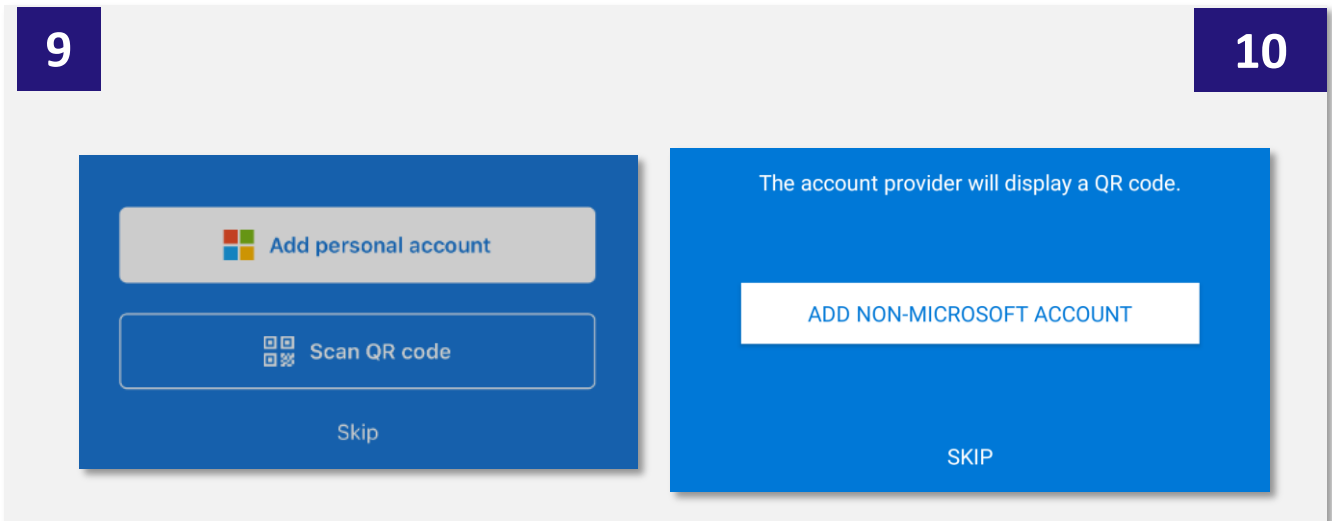 9
10
Add personal account
Scan QR code
Skip
The account provider will display a QR code.
ADD NON-MICROSOFT ACCOUNT
SKIP